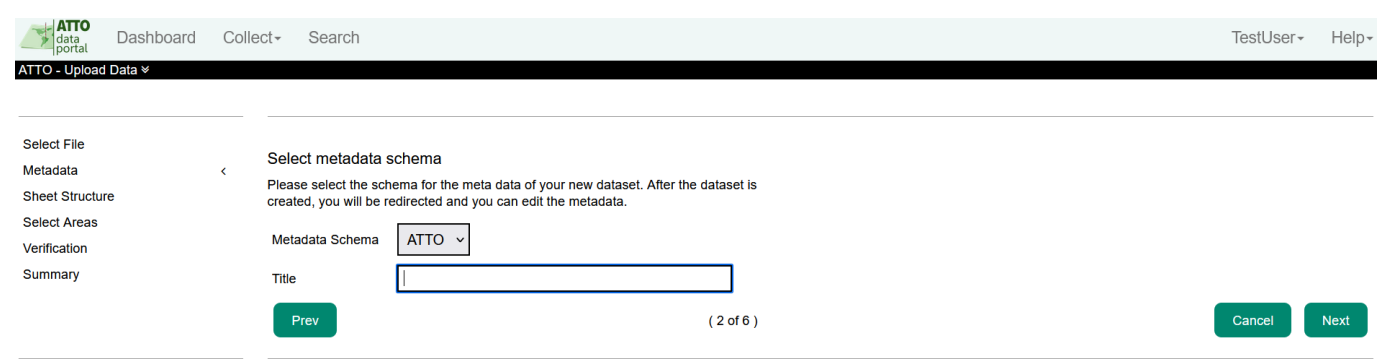 ATTO
data
portal
Dashboard Collect Search TestUser Help
ATTO - Upload Data
Select File
Metadata <
Sheet Structure
Select Areas
Verification
Summary
Select metadata schema
Please select the schema for the meta data of your new dataset. After the dataset is
created, you will be redirected and you can edit the metadata.
Metadata Schema ATTO
Title
Prev ( 2 of 6 ) Cancel Next